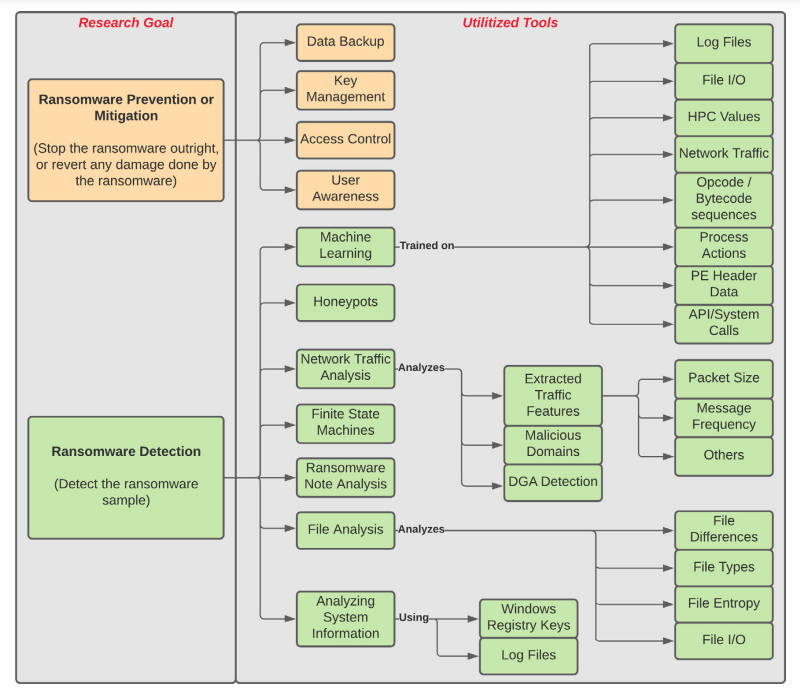 Research Goal
Utilitized Tools
Ransomware Prevention or
Mitigation
(Stop the ransomware outright,
or revert any damage done by
the ransomware)
Data Backup
Key
Management
Access Control
User
Awareness
Ransomware Detection
(Detect the ransomware
sample)
Machine
Learning
Trained on
Log Files
File I/O
HPC Values
Network Traffic
Opcode /
Bytecode
sequences
Process
Actions
PE Header
Data
API/System
Calls
Honeypots
Network Traffic
Analysis
Analyzes
Extracted
Traffic
Features
Packet Size
Message
Frequency
Others
Malicious
Domains
DGA Detection
Finite State
Machines
Ransomware
Note Analysis
File Analysis
Analyzes
File
Differences
File Types
File Entropy
File I/O
Analyzing
System
Information
Using
Windows
Registry Keys
Log Files